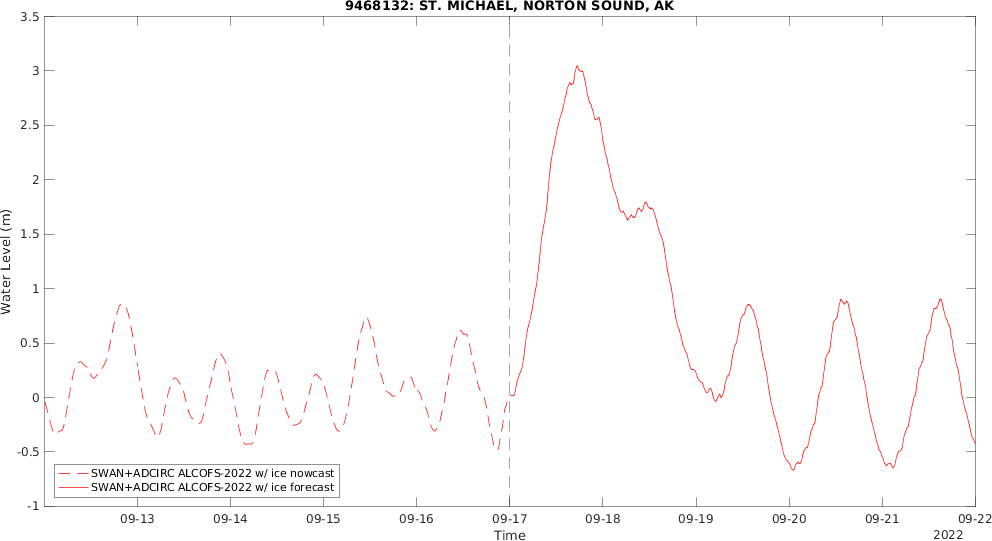 9468132: ST. MICHAEL, NORTON SOUND, AK
3.5
3
2.5
2
1.5
1
0.5
0
-0.5
-1
Water Level (m)
SWAN+ADCIRC ALCOFS-2022 w/ ice nowcast
SWAN+ADCIRC ALCOFS-2022 w/ ice forecast
09-13 09-14 09-15 09-16 09-17 09-18 09-19 09-20 09-21 09-22
Time
2022